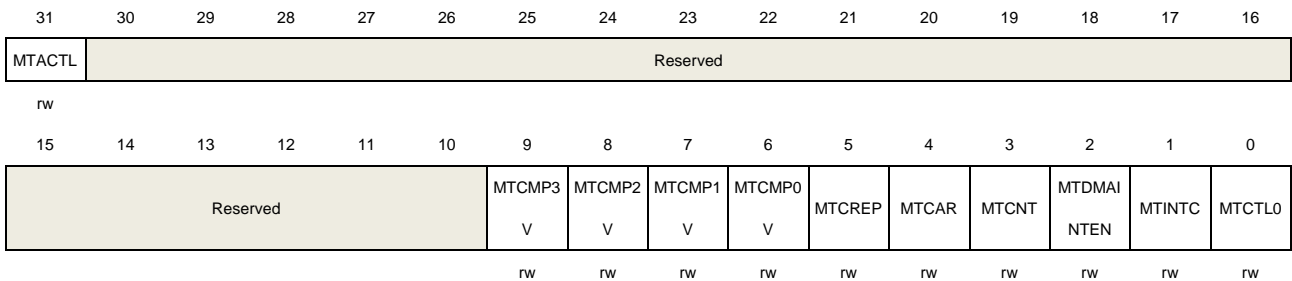 31 30 29 28 27 26 25 24 23 22 21 20 19 18 17 16
MTACTL Reserved
rw
15 14 13 12 11 10 9 8 7 6 5 4 3 2 1 0
Reserved MTCMP3 V MTCMP2 V MTCMP1 V MTCMP0 V MTCREP MTCAR MTCNT MTDMAI NTEN MTINTC MTCTL0
rw rw rw rw rw rw rw rw rw rw